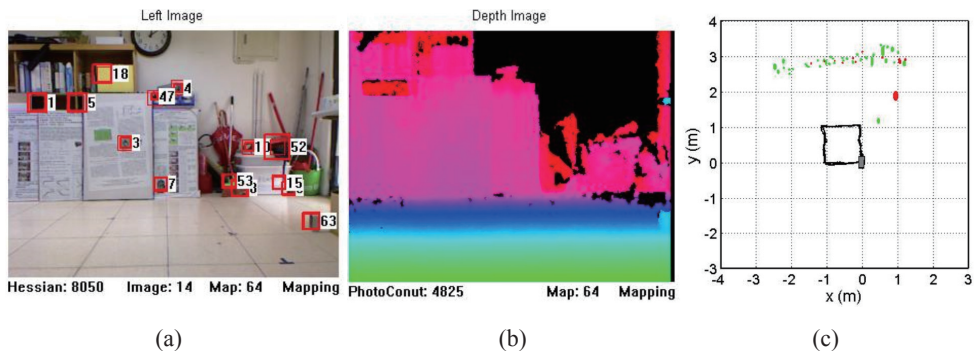 Left Image
18
4
47
1
5
3
10
52
7
53
8
15
63
Hessian: 8050 Image: 14 Map: 64 Mapping
(a)
Depth Image
PhotoConut: 4825 Map: 64 Mapping
(b)
4
3
2
1
0
-1
-2
-3
y (m)
-4 -3 -2 -1 0 1 2 3
x (m)
(c)